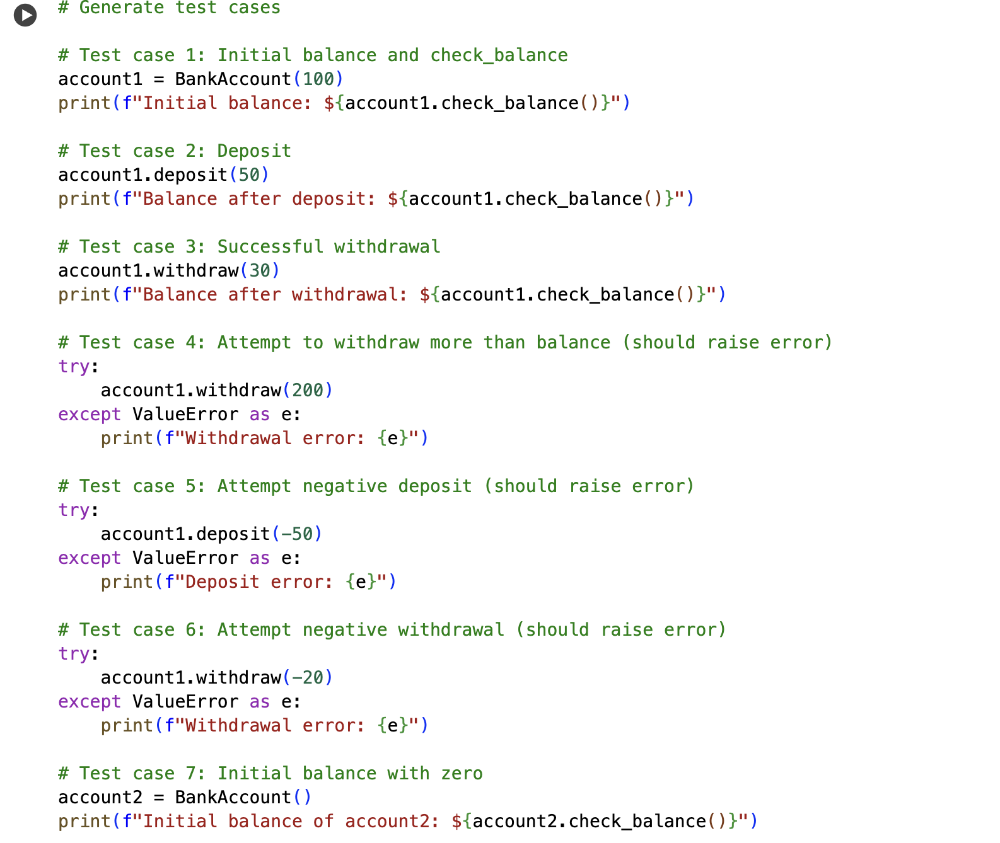 # Generate test cases
# Test case 1: Initial balance and check_balance
account1 = BankAccount(100)
print(f"Initial balance: ${account1.check_balance()}")
# Test case 2: Deposit
account1.deposit(50)
print(f"Balance after deposit: ${account1.check_balance()}")
# Test case 3: Successful withdrawal
account1.withdraw(30)
print(f"Balance after withdrawal: ${account1.check_balance()}")
# Test case 4: Attempt to withdraw more than balance (should raise error)
try:
    account1.withdraw(200)
except ValueError as e:
    print(f"Withdrawal error: {e}")
# Test case 5: Attempt negative deposit (should raise error)
try:
    account1.deposit(-50)
except ValueError as e:
    print(f"Deposit error: {e}")
# Test case 6: Attempt negative withdrawal (should raise error)
try:
    account1.withdraw(-20)
except ValueError as e:
    print(f"Withdrawal error: {e}")
# Test case 7: Initial balance with zero
account2 = BankAccount()
print(f"Initial balance of account2: ${account2.check_balance()}")